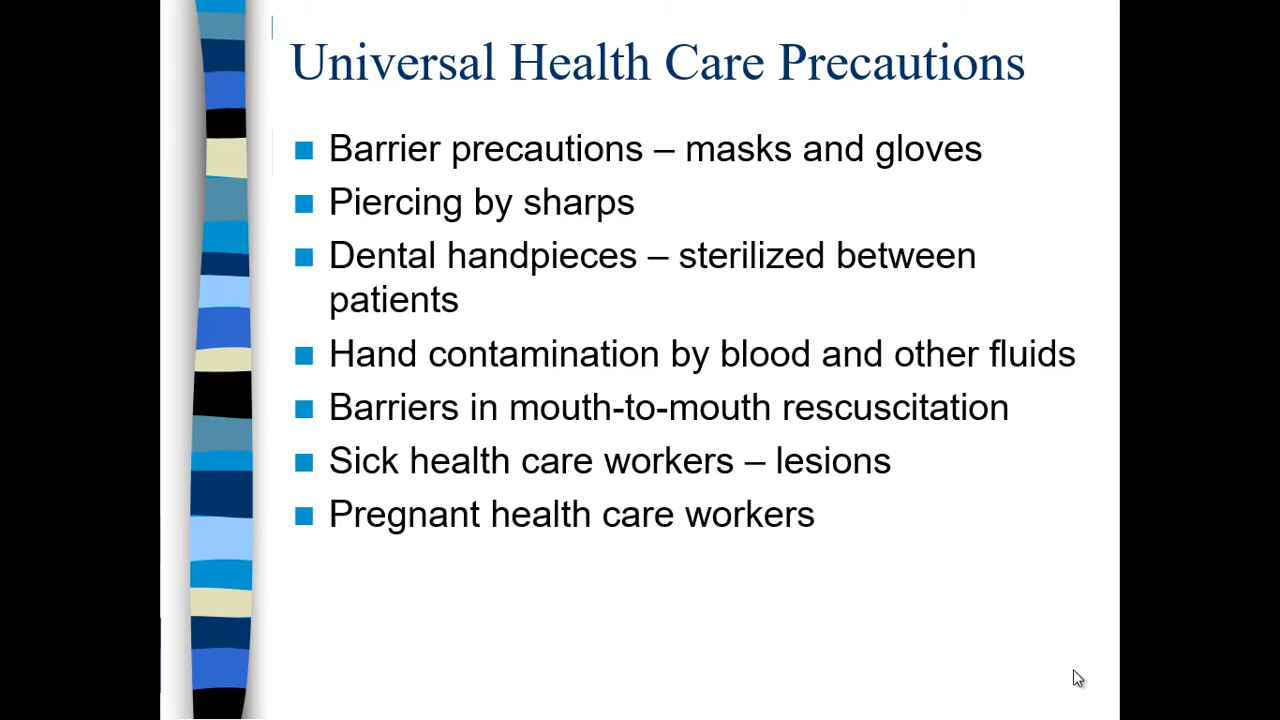 Universal Health Care Precautions
Barrier precautions – masks and gloves
Piercing by sharps
Dental handpieces – sterilized between
patients
Hand contamination by blood and other fluids
Barriers in mouth-to-mouth rescuscitation
Sick health care workers – lesions
Pregnant health care workers